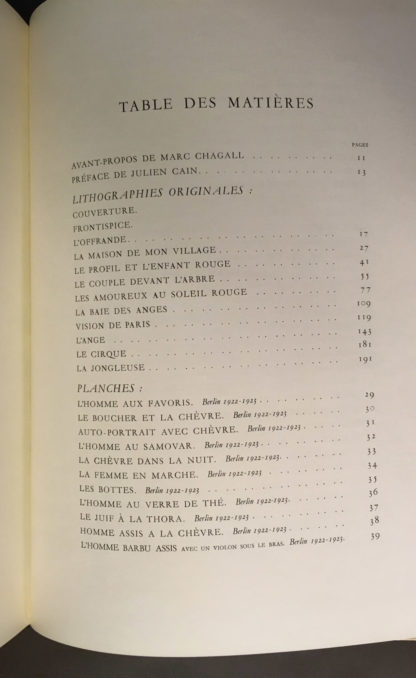 TABLE DES MATIÈRES
PAGES
AVANT-PROPOS DE MARC CHAGALL . . . . . . . . . . 11
PRÉFACE DE JULIEN CAIN. . . . . . . . . . . . . . . . 13
LITHOGRAPHIES ORIGINALES :
COUVERTURE.
FRONTISPICE.
L'OFFRANDE. . . . . . . . . . . . . . . . . . . . . . . 17
LA MAISON DE MON VILLAGE . . . . . . . . . . . . . 27
LE PROFIL ET L'ENFANT ROUGE . . . . . . . . . . . . 41
LE COUPLE DEVANT L'ARBRE . . . . . . . . . . . . . 55
LES AMOUREUX AU SOLEIL ROUGE . . . . . . . . . . 77
LA BAIE DES ANGES . . . . . . . . . . . . . . . . . . 109
VISION DE PARIS . . . . . . . . . . . . . . . . . . . . 119
L'ANGE . . . . . . . . . . . . . . . . . . . . . . . . . 143
LE CIRQUE . . . . . . . . . . . . . . . . . . . . . . . 181
LA JONGLEUSE . . . . . . . . . . . . . . . . . . . . . 191
PLANCHES :
L'HOMME AUX FAVORIS. Berlin 1922-1923 . . . . . . . . 29
LE BOUCHER ET LA CHÈVRE. Berlin 1922-1923 . . . . . . 30
AUTO-PORTRAIT AVEC CHÈVRE. Berlin 1922-1923 . . . . . 31
L'HOMME AU SAMOVAR. Berlin 1922-1923 . . . . . . . . . 32
LA CHÈVRE DANS LA NUIT. Berlin 1922-1923. . . . . . . . 33
LA FEMME EN MARCHE. Berlin 1922-1923 . . . . . . . . . 34
LES BOTTES. Berlin 1922-1923 . . . . . . . . . . . . . . 35
L'HOMME AU VERRE DE THÉ. Berlin 1922-1923. . . . . . . 36
LE JUIF À LA THORA. Berlin 1922-1923 . . . . . . . . . . 37
HOMME ASSIS A LA CHÈVRE. Berlin 1922-1923 . . . . . . . 38
L'HOMME BARBU ASSIS AVEC UN VIOLON SOUS LE BRAS. Berlin 1922-1923. 39